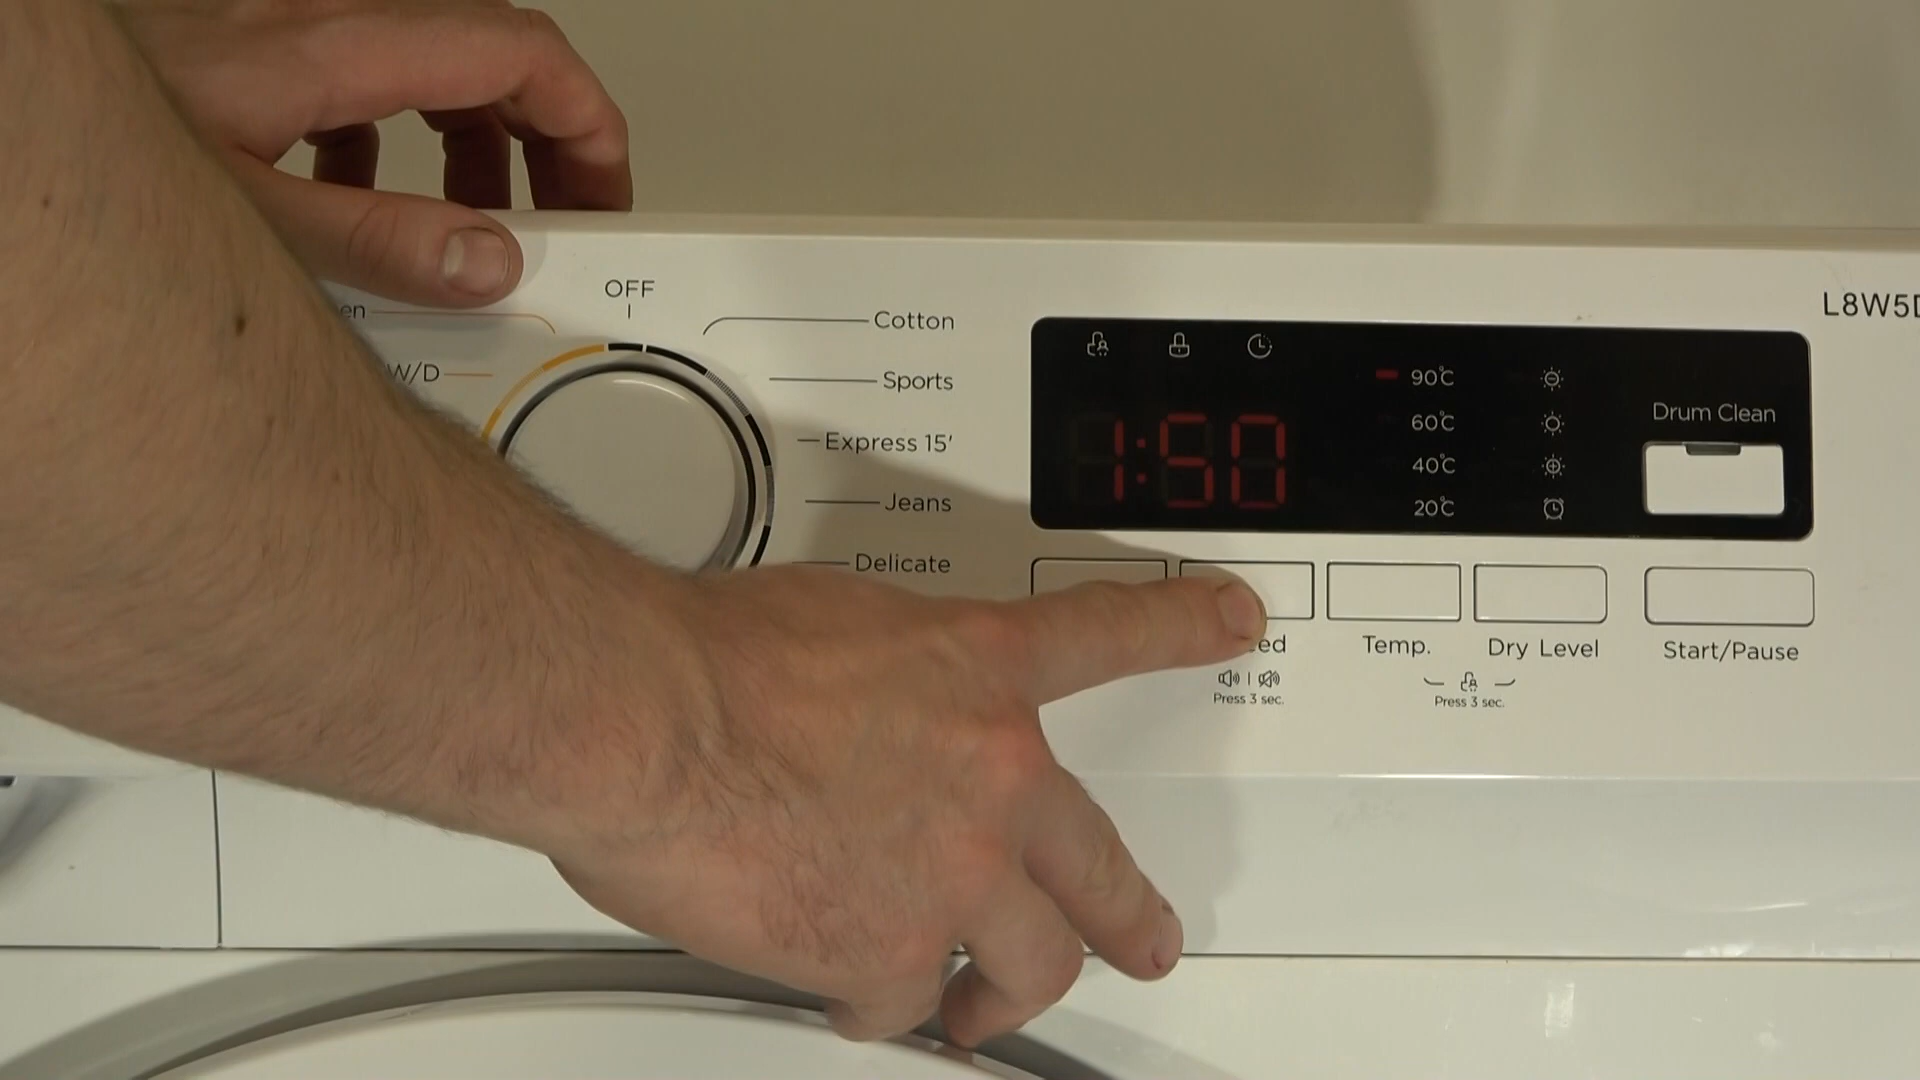 OFF
Cotton
W/D
Sports
Express 15'
Jeans
Delicate
1:50
90°C
60°C
40°C
20°C
Drum Clean
Temp.
Dry Level
Start/Pause
Press 3 sec.
Press 3 sec.